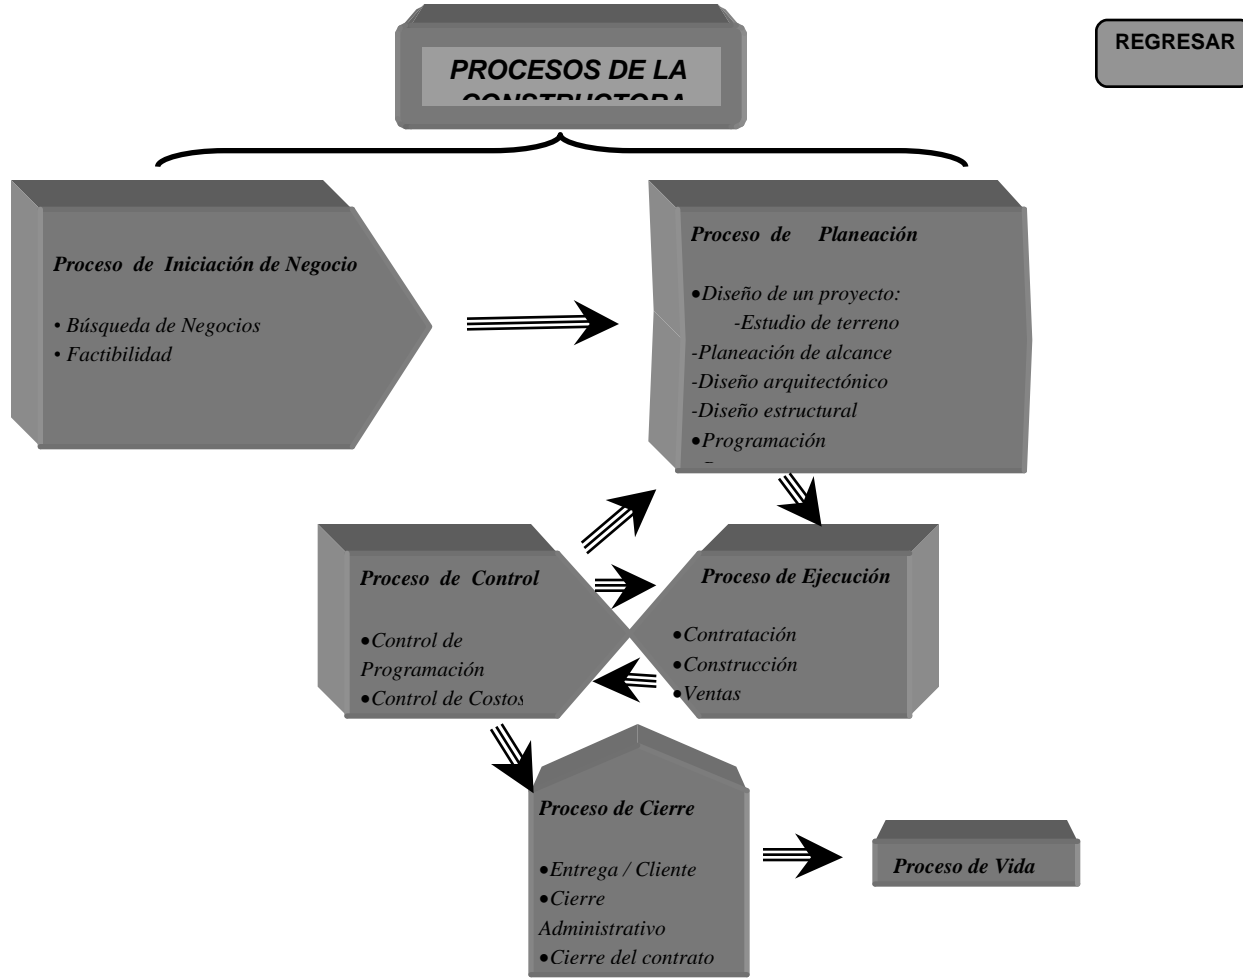 PROCESOS DE LA
CONSTRUCTORA
REGRESAR
Proceso de Iniciación de Negocio
• Búsqueda de Negocios
• Factibilidad
Proceso de Planeación
•Diseño de un proyecto:
-Estudio de terreno
-Planeación de alcance
-Diseño arquitectónico
-Diseño estructural
•Programación
Proceso de Control
•Control de
Programación
•Control de Costos
Proceso de Ejecución
•Contratación
•Construcción
•Ventas
Proceso de Cierre
•Entrega / Cliente
•Cierre
Administrativo
•Cierre del contrato
Proceso de Vida